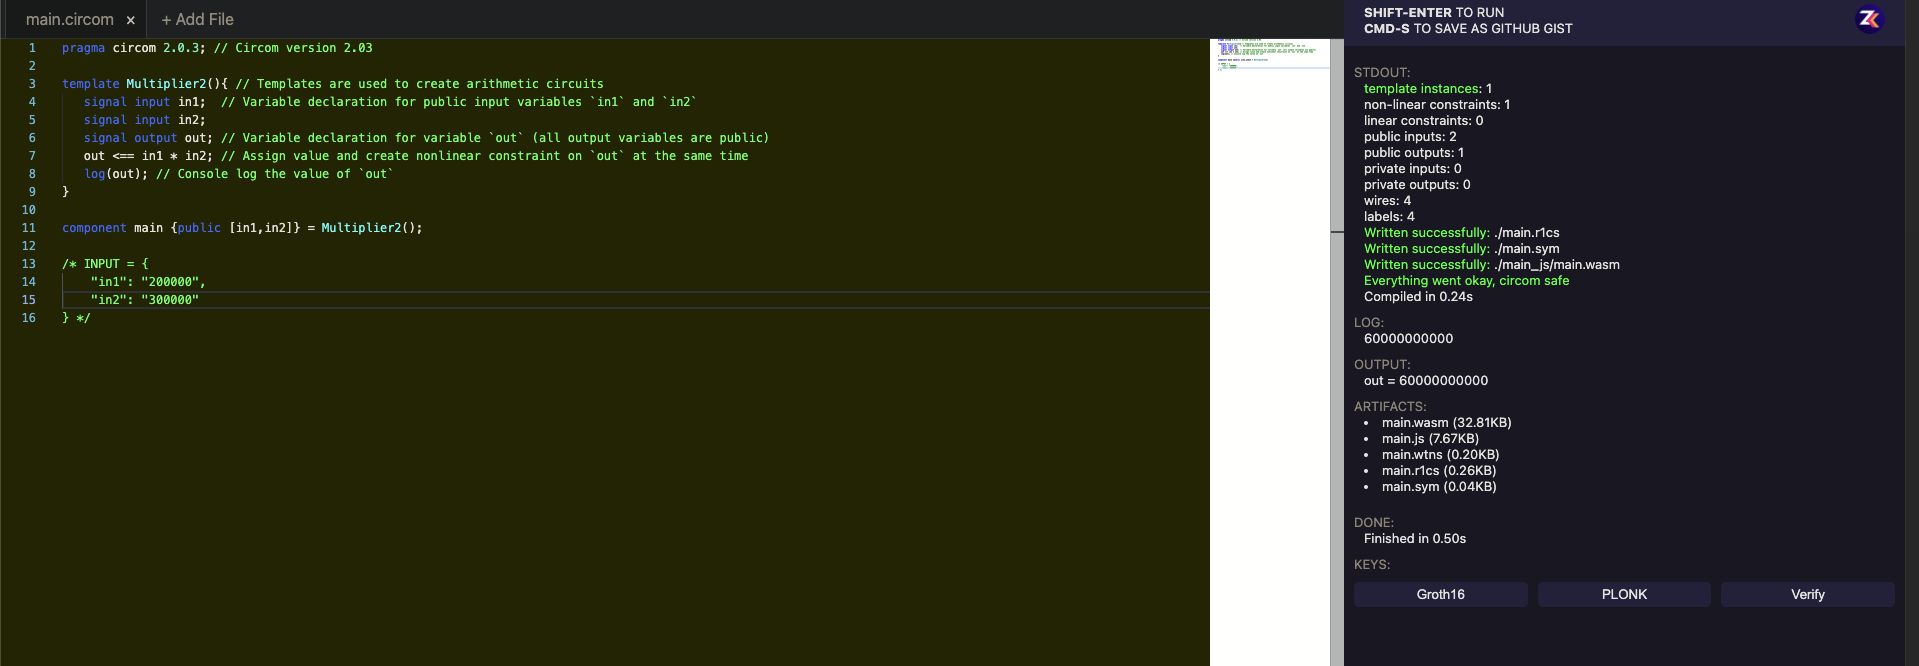 main.circom ×
+ Add File
1 pragma circom 2.0.3; // Circom version 2.03
2
3 template Multiplier2(){ // Templates are used to create arithmetic circuits
4 signal input in1;  // Variable declaration for public input variables `in1` and `in2`
5 signal input in2;
6 signal output out; // Variable declaration for variable `out` (all output variables are public)
7 out <== in1 * in2; // Assign value and create nonlinear constraint on `out` at the same time
8 log(out); // Console log the value of `out`
9 }
10
11 component main {public [in1,in2]} = Multiplier2();
12
13 /* INPUT = {
14 "in1": "200000",
15 "in2": "300000"
16 } */
SHIFT-ENTER TO RUN
CMD-S TO SAVE AS GITHUB GIST
STDOUT:
template instances: 1
non-linear constraints: 1
linear constraints: 0
public inputs: 2
public outputs: 1
private inputs: 0
private outputs: 0
wires: 4
labels: 4
Written successfully: ./main.r1cs
Written successfully: ./main.sym
Written successfully: ./main_js/main.wasm
Everything went okay, circom safe
Compiled in 0.24s
LOG:
60000000000
OUTPUT:
out = 60000000000
ARTIFACTS:
• main.wasm (32.81KB)
• main.js (7.67KB)
• main.wtns (0.20KB)
• main.r1cs (0.26KB)
• main.sym (0.04KB)
DONE:
Finished in 0.50s
KEYS:
Groth16
PLONK
Verify